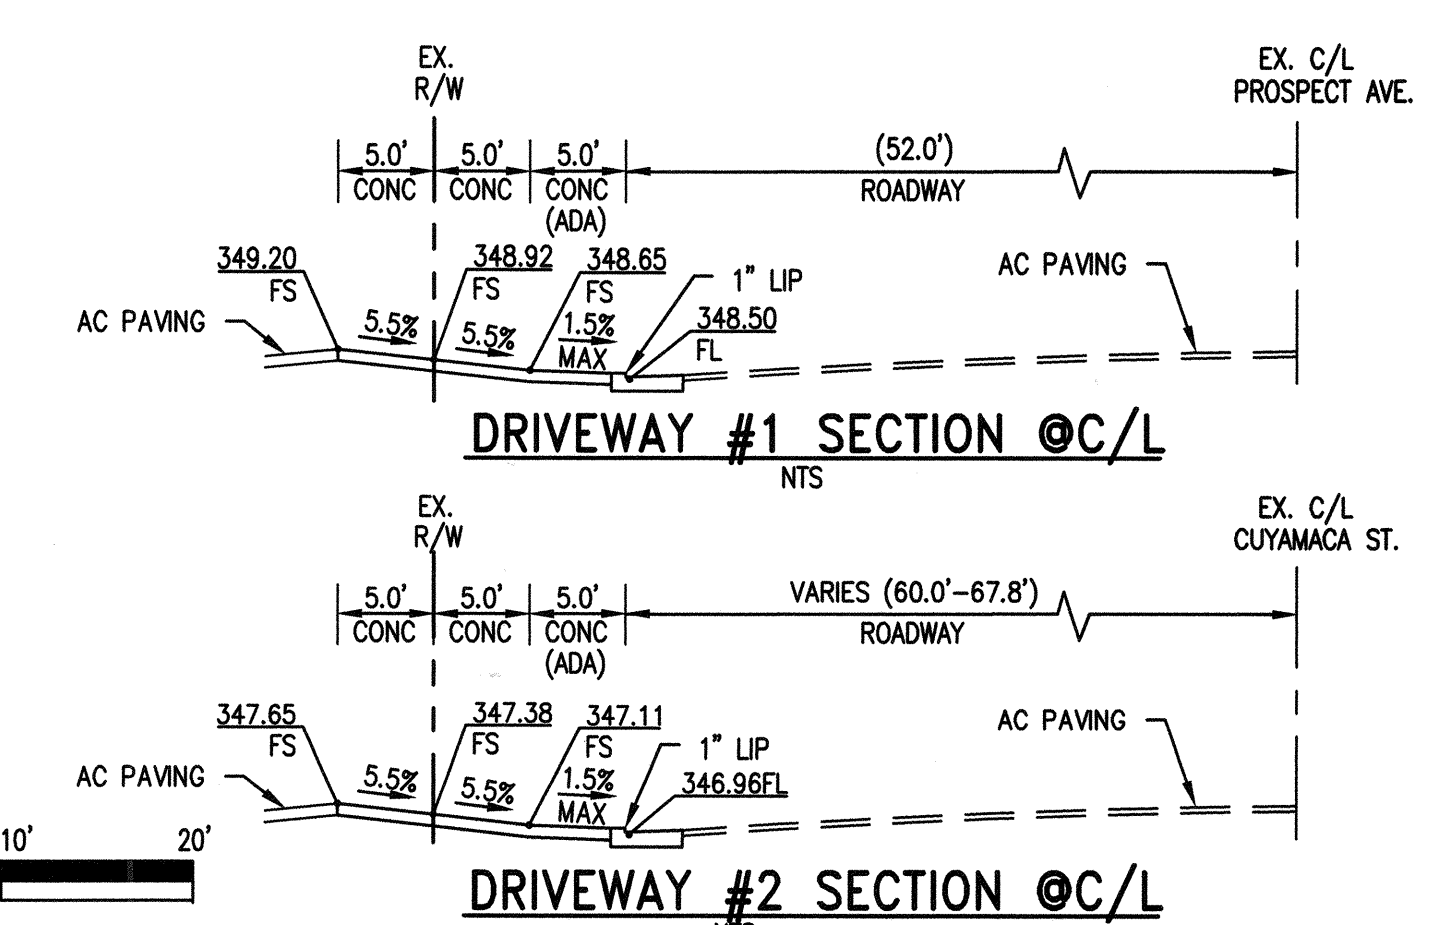 EX.
R/W
EX. C/L
PROSPECT AVE.
5.0'
CONC
5.0'
CONC
5.0'
CONC
(ADA)
(52.0')
ROADWAY
349.20
FS
348.92
FS
348.65
FS
1" LIP
348.50
FL
AC PAVING
AC PAVING
5.5%
5.5%
1.5%
MAX
DRIVEWAY #1 SECTION @C/L
NTS
EX.
R/W
EX. C/L
CUYAMACA ST.
5.0'
CONC
5.0'
CONC
5.0'
CONC
(ADA)
VARIES (60.0'-67.8')
ROADWAY
347.65
FS
347.38
FS
347.11
FS
1" LIP
346.96FL
AC PAVING
AC PAVING
5.5%
5.5%
1.5%
MAX
10'
20'
DRIVEWAY #2 SECTION @C/L